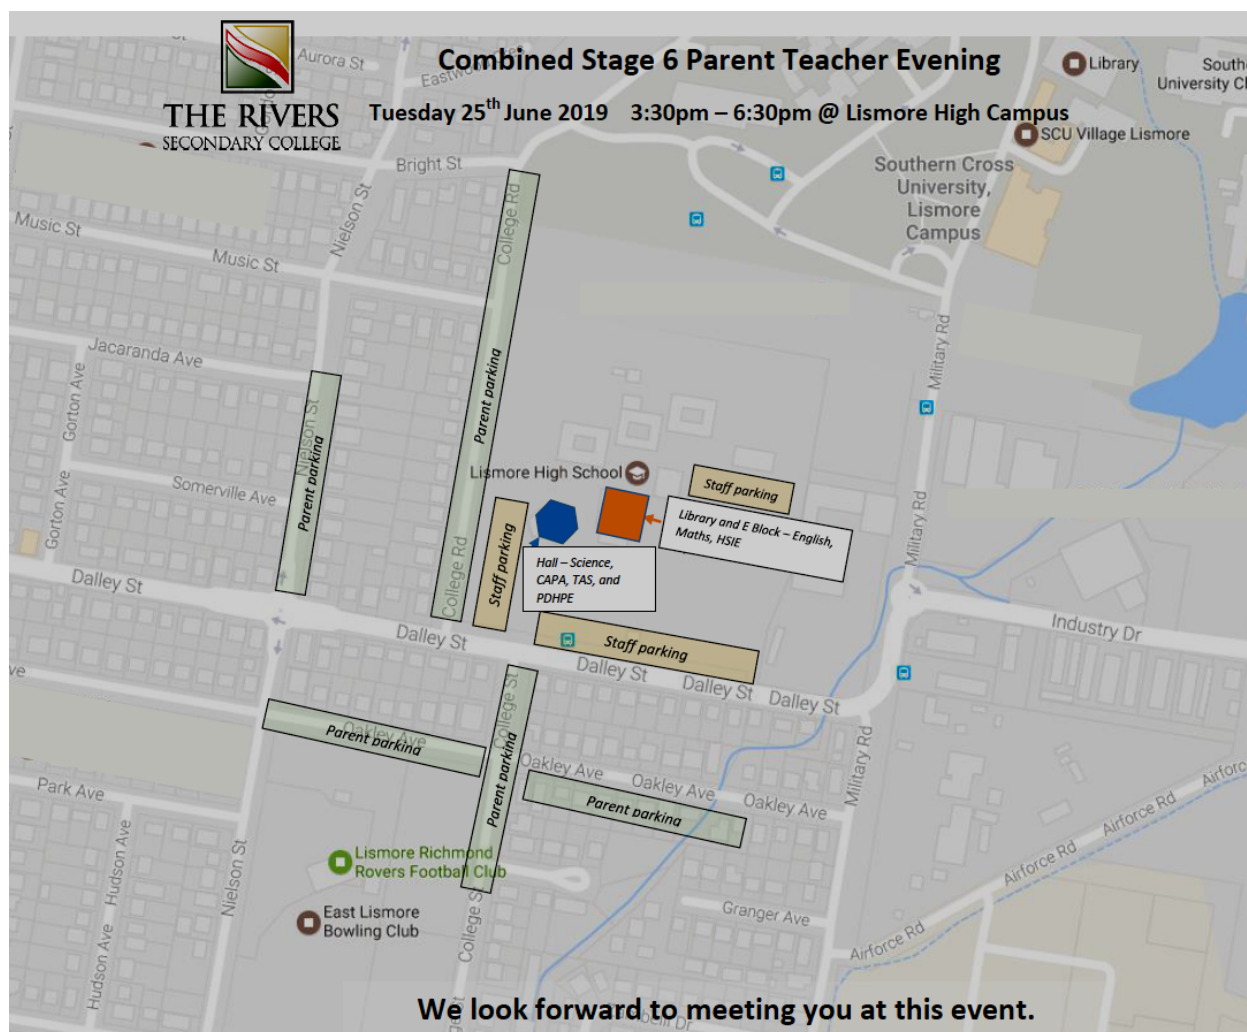 Combined Stage 6 Parent Teacher Evening
Tuesday 25th June 2019 3:30pm – 6:30pm @ Lismore High Campus
THE RIVERS
SECONDARY COLLEGE
Aurora St
Library
University
SCU Village Lismore
Southern Cross
University,
Lismore
Campus
Bright St
Nielson St
College Rd
Music St
Music St
Jacaranda Ave
Gorton Ave
Gorton Ave
Somerville Ave
Nielson St
Parent parking
Parent parking
College Rd
Military Rd
Military Rd
Lismore High School
Staff parking
Staff parking
Library and E Block – English,
Maths, HSIE
Hall – Science,
CAPA, TAS, and
PDHPE
Staff parking
Dalley St
Dalley St
Dalley St
Dalley St
Dalley St
Industry Dr
College St
Oakley Ave
Parent parking
Parent parking
Oakley Ave
Oakley Ave
Oakley Ave
Parent parking
Military Rd
Park Ave
Hudson Ave
Hudson Ave
Nielson St
Lismore Richmond
Rovers Football Club
East Lismore
Bowling Club
College St
Granger Ave
Airforce Rd
Airforce Rd
Airforce Rd
Airforc
We look forward to meeting you at this event.